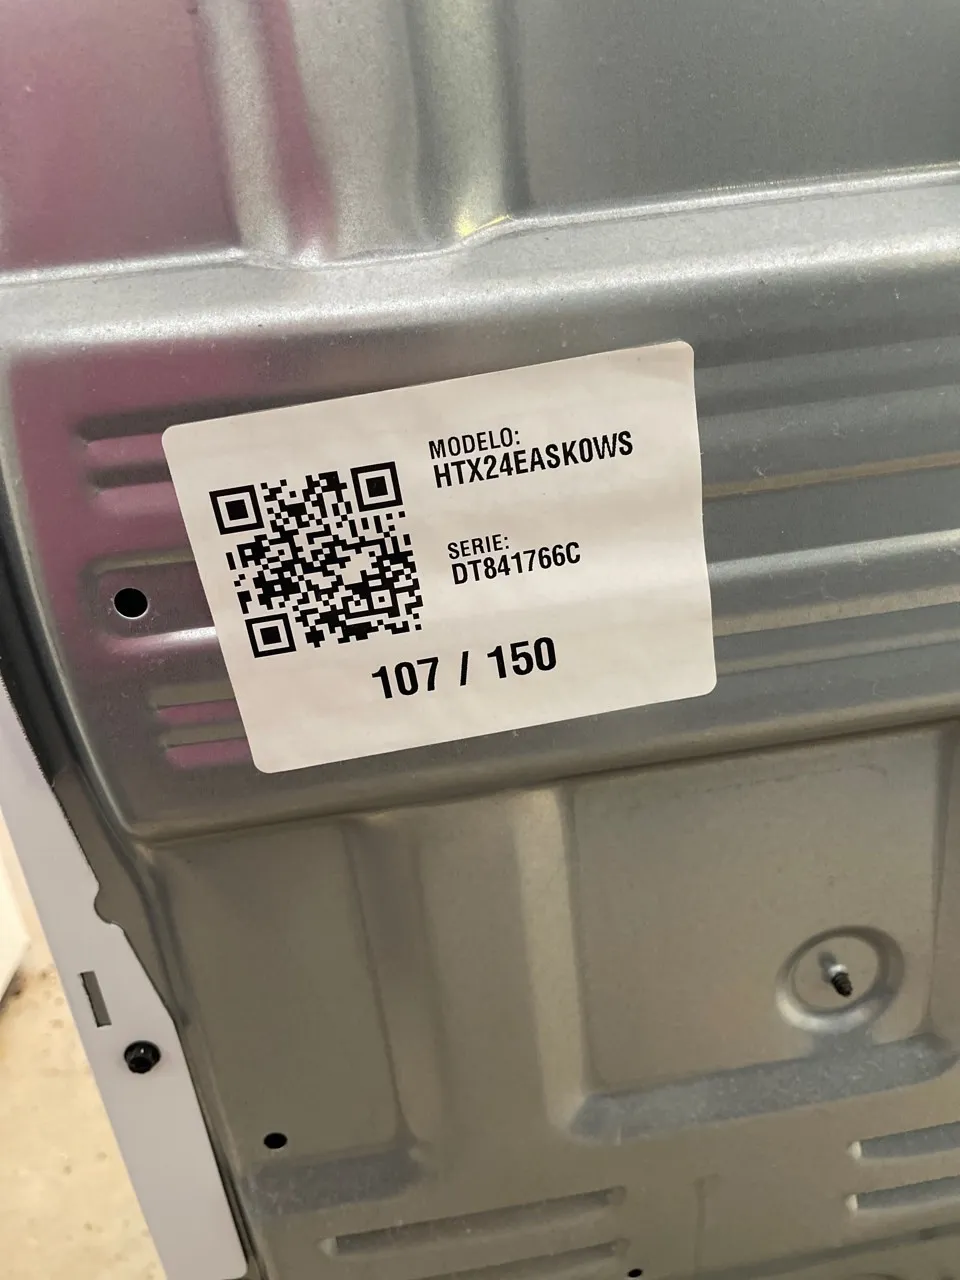 MODELO:
HTX24EASK0WS
SERIE:
DT841766C
107 / 150